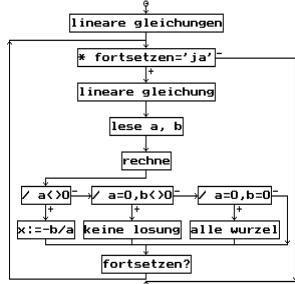 @
lineare gleichungen
* fortsetzen='ja'
-
+
lineare gleichung
lese a, b
rechne
/ a<>0 - / a=0,b<>0 - / a=0,b=0 -
+ + +
x:=-b/a keine losung alle wurzel
fortsetzen?